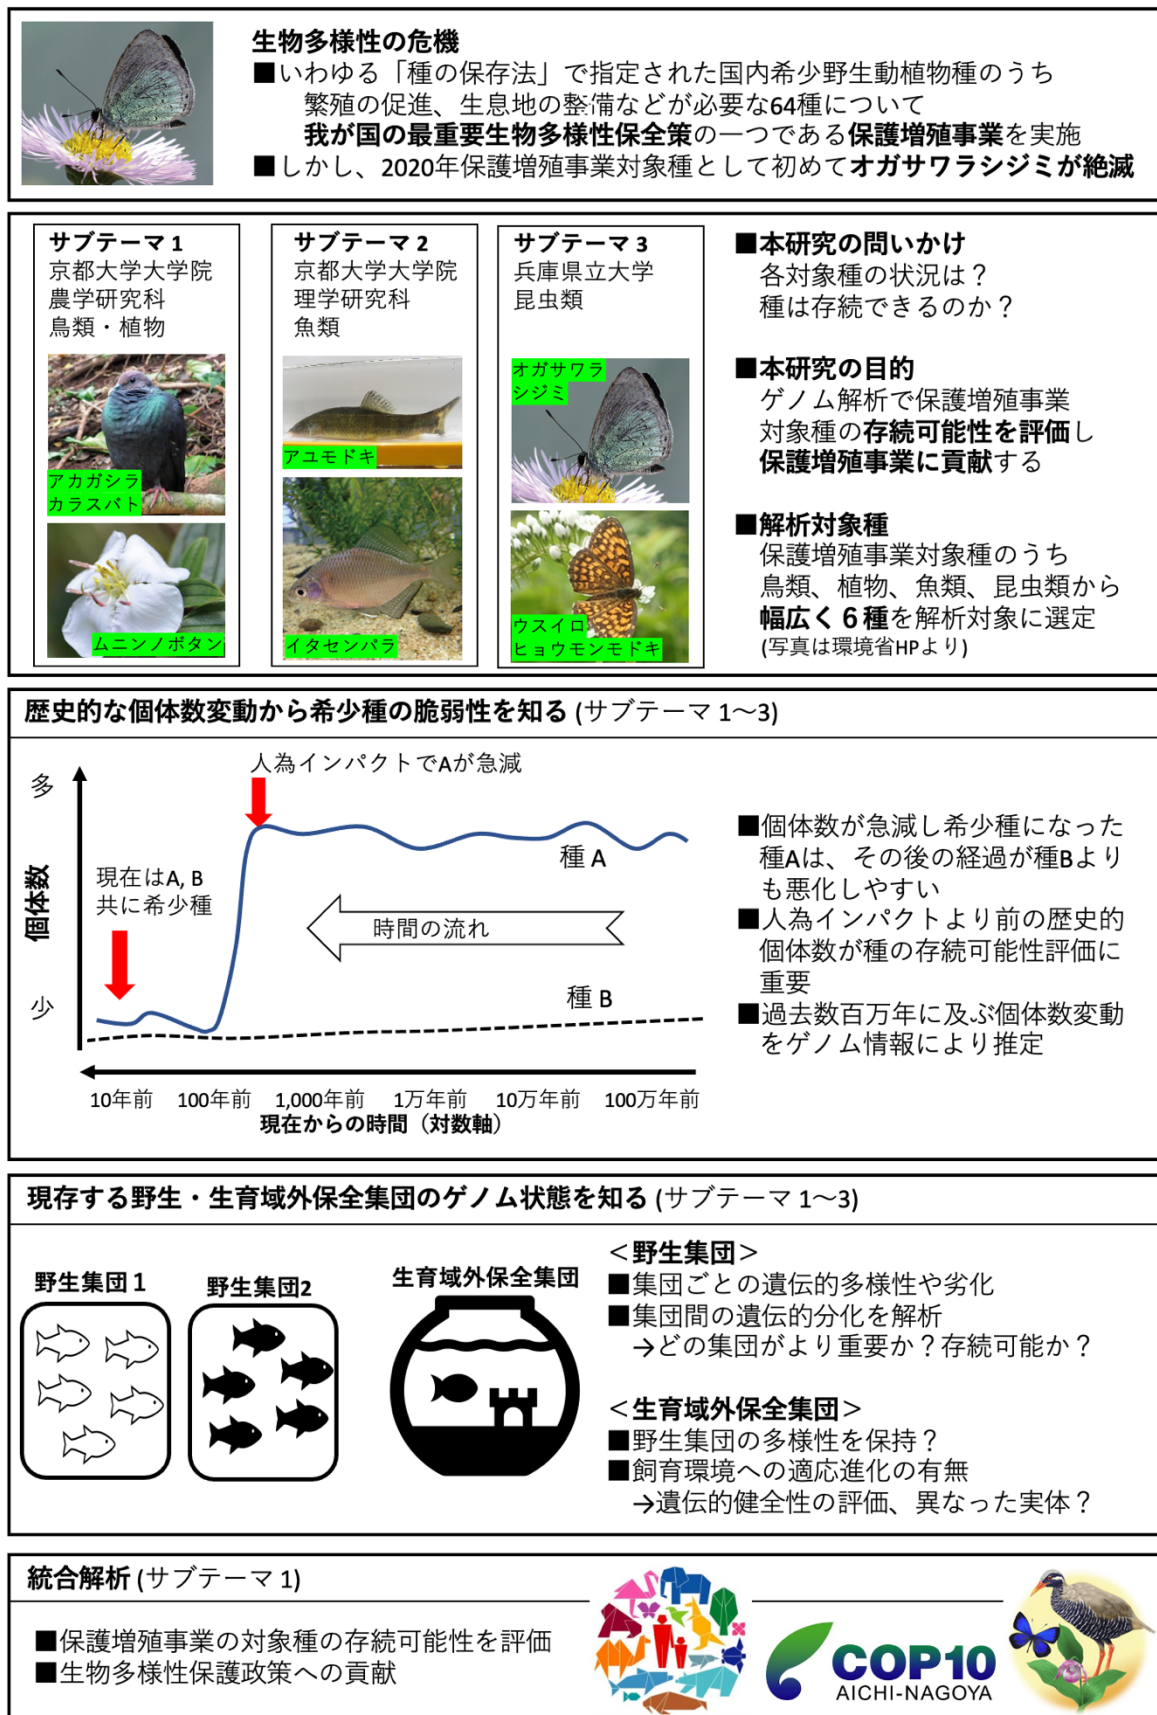 生物多様性の危機
■いわゆる「種の保存法」で指定された国内希少野生動植物種のうち
繁殖の促進、生息地の整備などが必要な64種について
我が国の最重要生物多様性保全策の一つである保護増殖事業を実施
■しかし、2020年保護増殖事業対象種として初めてオガサワラシジミが絶滅
サブテーマ 1
京都大学大学院
農学研究科
鳥類・植物
アカガシラ
カラスバト
ムニンノボタン
サブテーマ 2
京都大学大学院
理学研究科
魚類
アユモドキ
イタセンパラ
サブテーマ 3
兵庫県立大学
昆虫類
オガサワラ
シジミ
ウスイロ
ヒョウモンモドキ
■本研究の問いかけ
各対象種の状況は？
種は存続できるのか？
■本研究の目的
ゲノム解析で保護増殖事業
対象種の存続可能性を評価し
保護増殖事業に貢献する
■解析対象種
保護増殖事業対象種のうち
鳥類、植物、魚類、昆虫類から
幅広く６種を解析対象に選定
(写真は環境省HPより)
歴史的な個体数変動から希少種の脆弱性を知る (サブテーマ 1〜3)
人為インパクトでAが急減
多
個体数
少
現在はA, B
共に希少種
種 A
時間の流れ
種 B
10年前 100年前 1,000年前 1万年前 10万年前 100万年前
現在からの時間（対数軸）
■個体数が急減し希少種になった
種Aは、その後の経過が種Bより
も悪化しやすい
■人為インパクトより前の歴史的
個体数が種の存続可能性評価に
重要
■過去数百万年に及ぶ個体数変動
をゲノム情報により推定
現存する野生・生育域外保全集団のゲノム状態を知る (サブテーマ 1〜3)
野生集団 1
野生集団2
生育域外保全集団
＜野生集団＞
■集団ごとの遺伝的多様性や劣化
■集団間の遺伝的分化を解析
→どの集団がより重要か？存続可能か？
＜生育域外保全集団＞
■野生集団の多様性を保持？
■飼育環境への適応進化の有無
→遺伝的健全性の評価、異なった実体？
統合解析 (サブテーマ 1)
■保護増殖事業の対象種の存続可能性を評価
■生物多様性保護政策への貢献
COP10
AICHI-NAGOYA